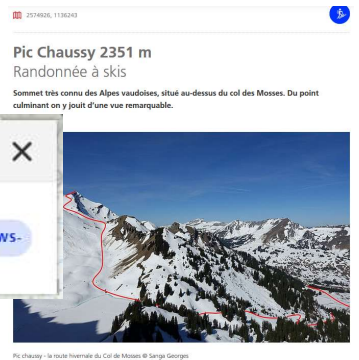 2574926, 1136243
Pic Chaussy 2351 m
Randonnée à skis
Sommet très connu des Alpes vaudoises, situé au-dessus du col des Mosses. Du point
culminant on y jouit d'une vue remarquable.
WS-
Pic chaussy - la route hivernale du Col de Mosses © Sanga Georges